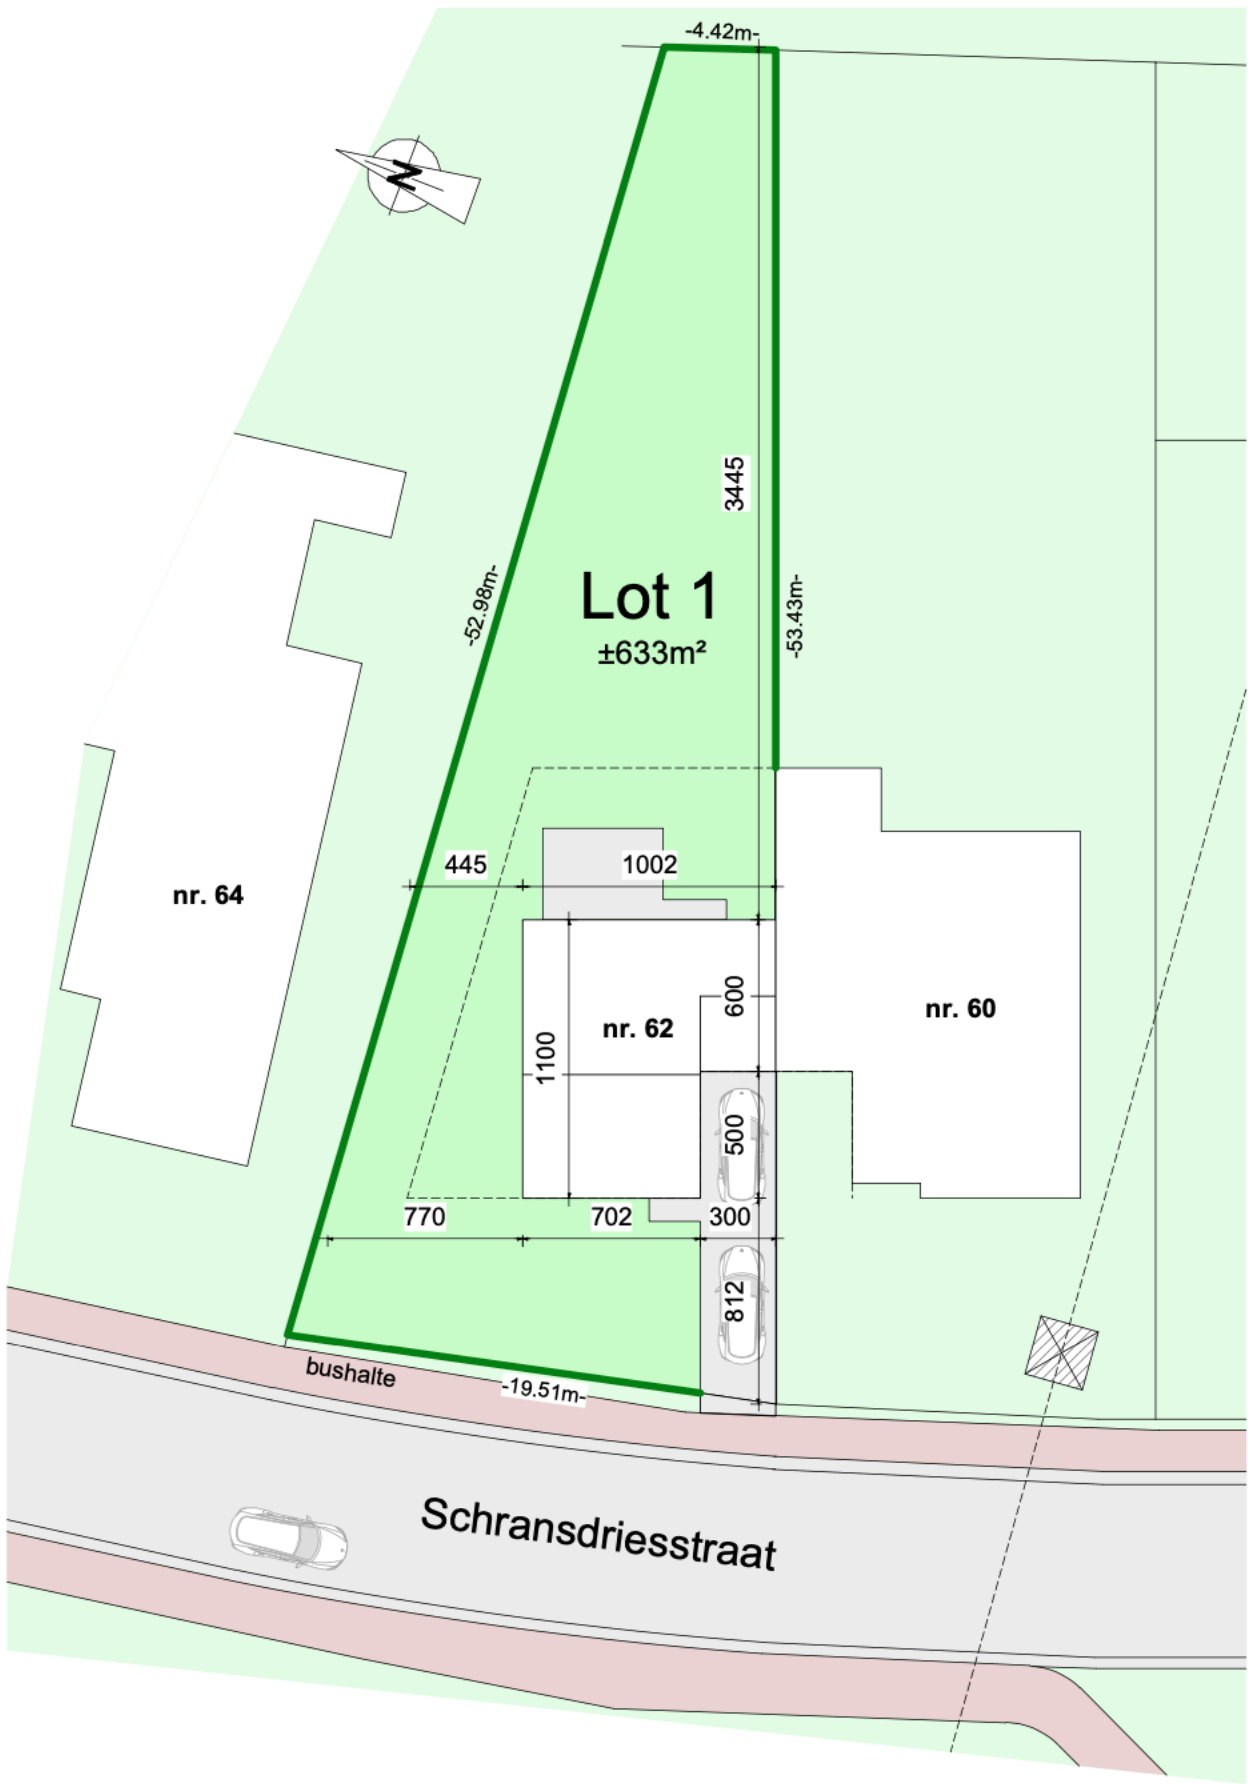 -4.42m-
N
3445
-52.98m-
Lot 1
±633m²
-53.43m-
445
1002
nr. 64
600
nr. 60
nr. 62
1100
500
770
702
300
812
bushalte
-19.51m-
Schransdriesstraat